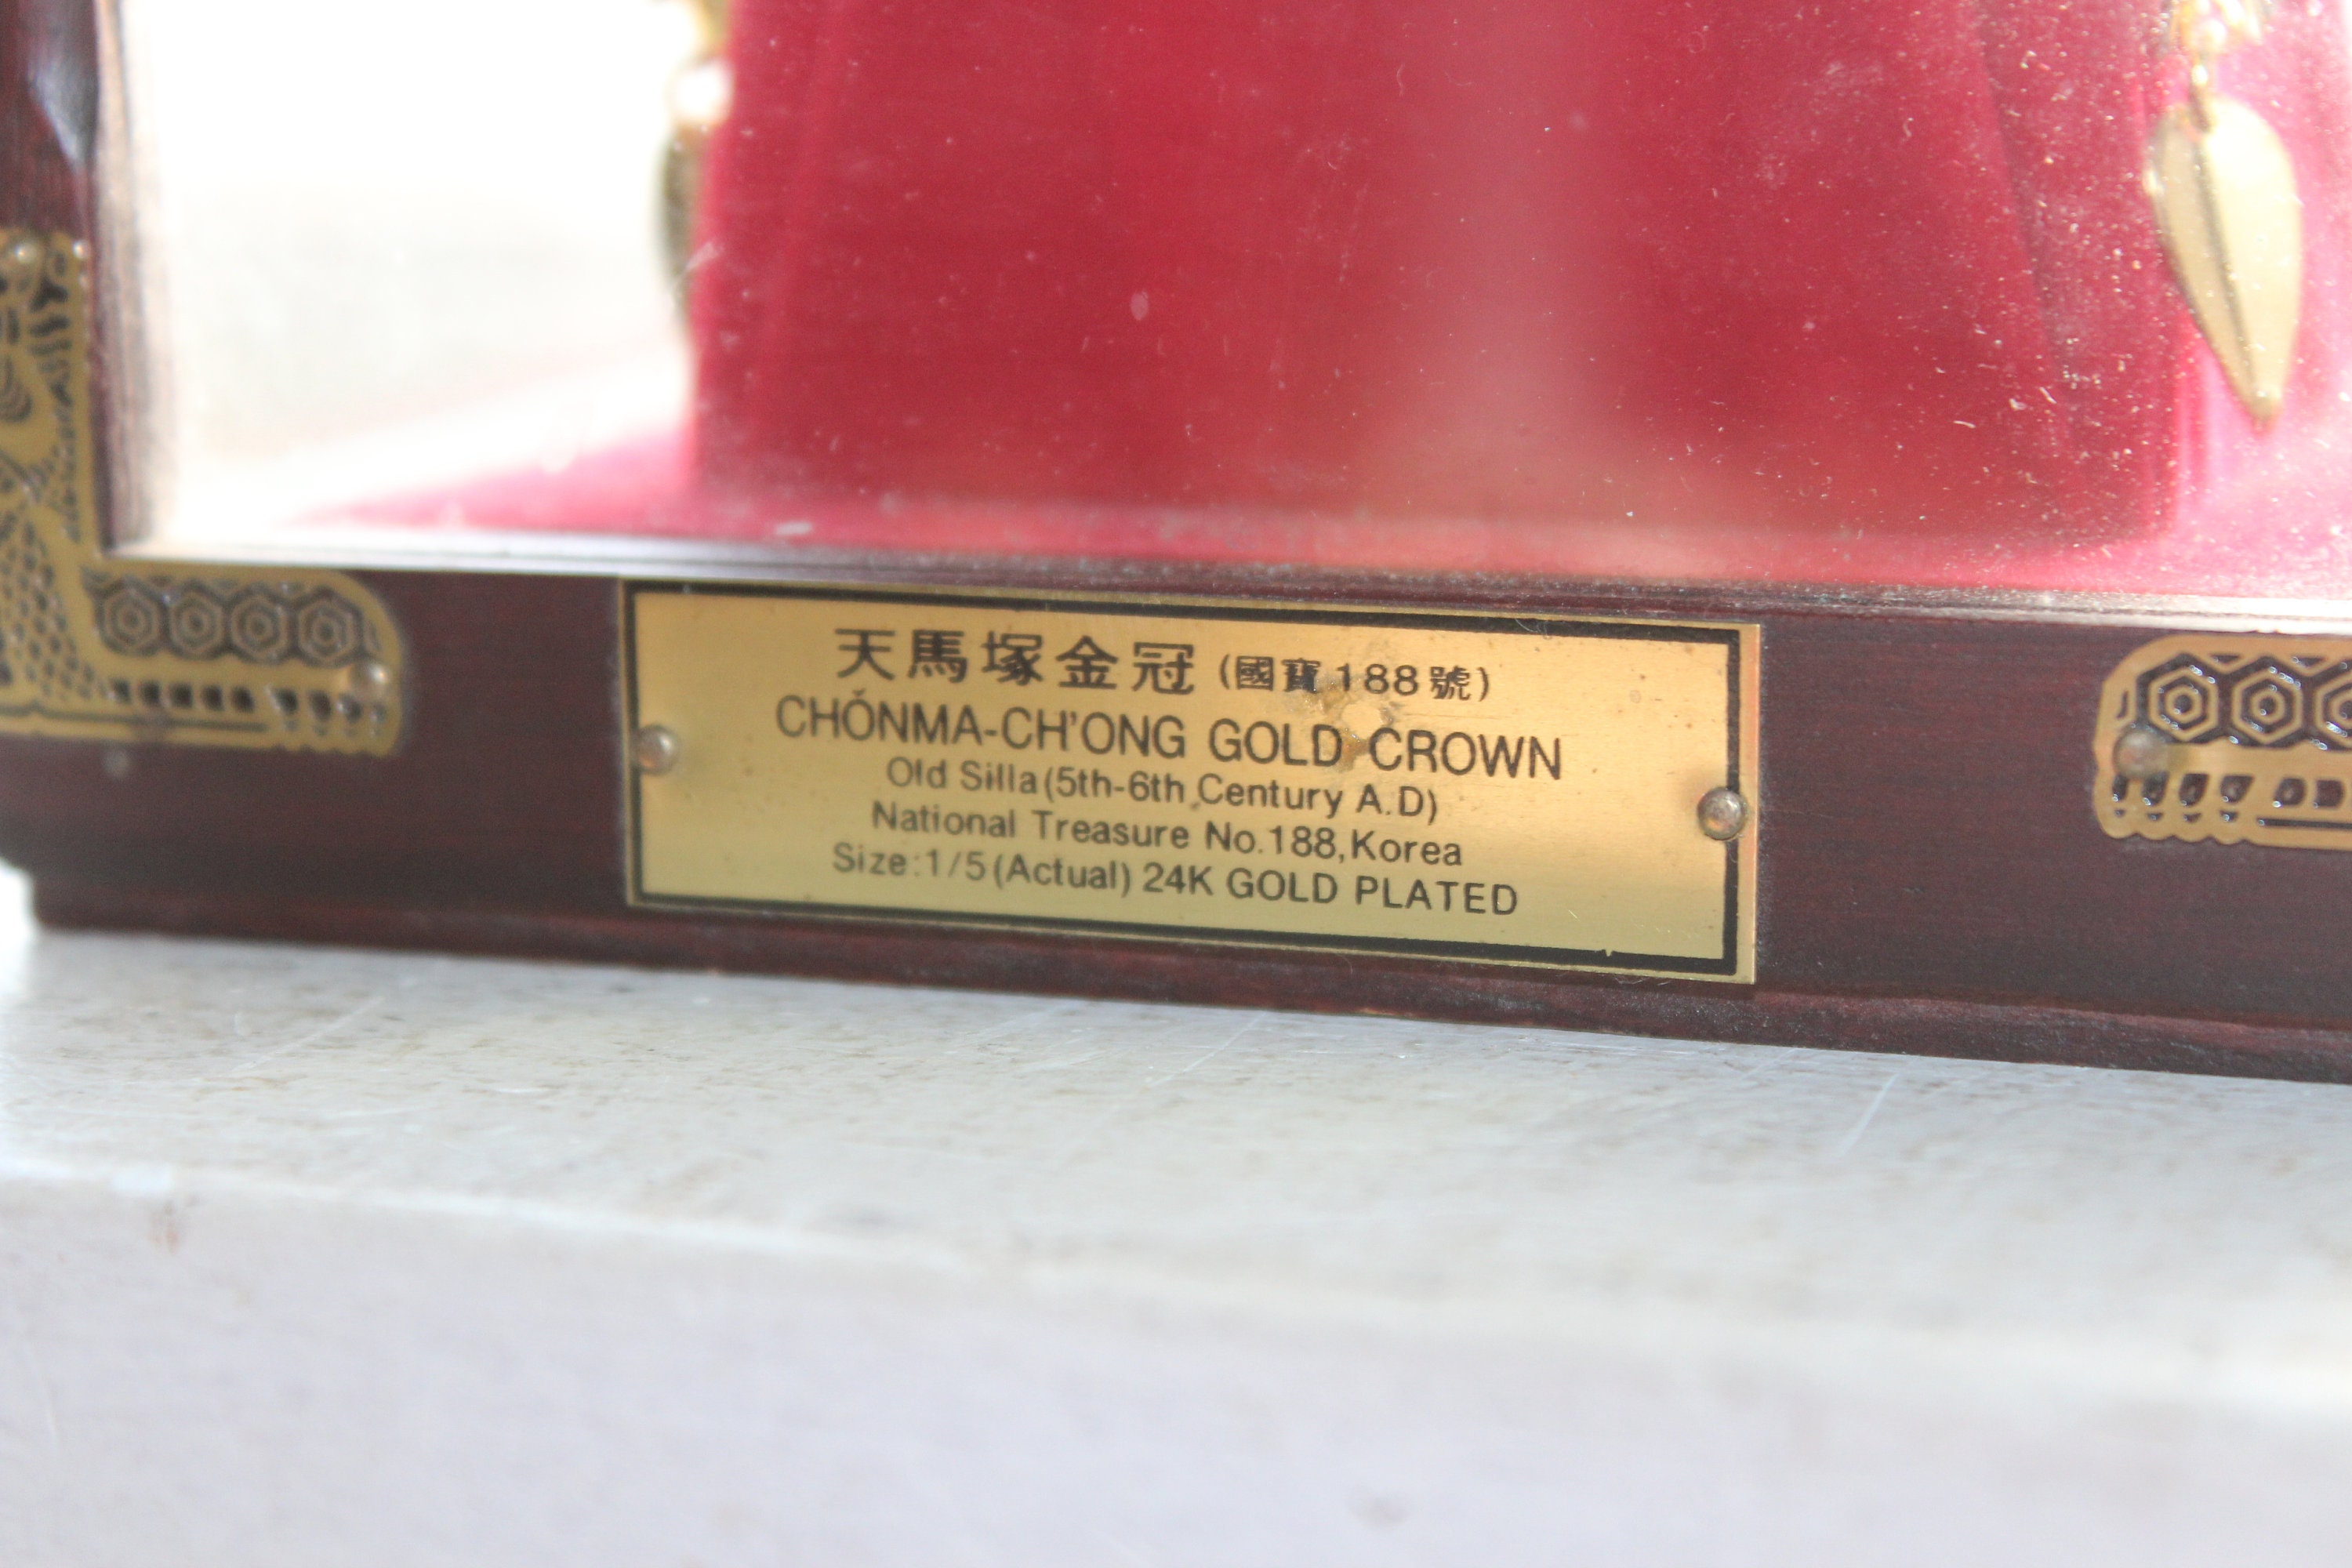 天馬塚金冠 (國寶188號)
CHǑNMA-CH'ONG GOLD CROWN
Old Silla(5th-6th Century A.D)
National Treasure No.188,Korea
Size:1/5(Actual) 24K GOLD PLATED